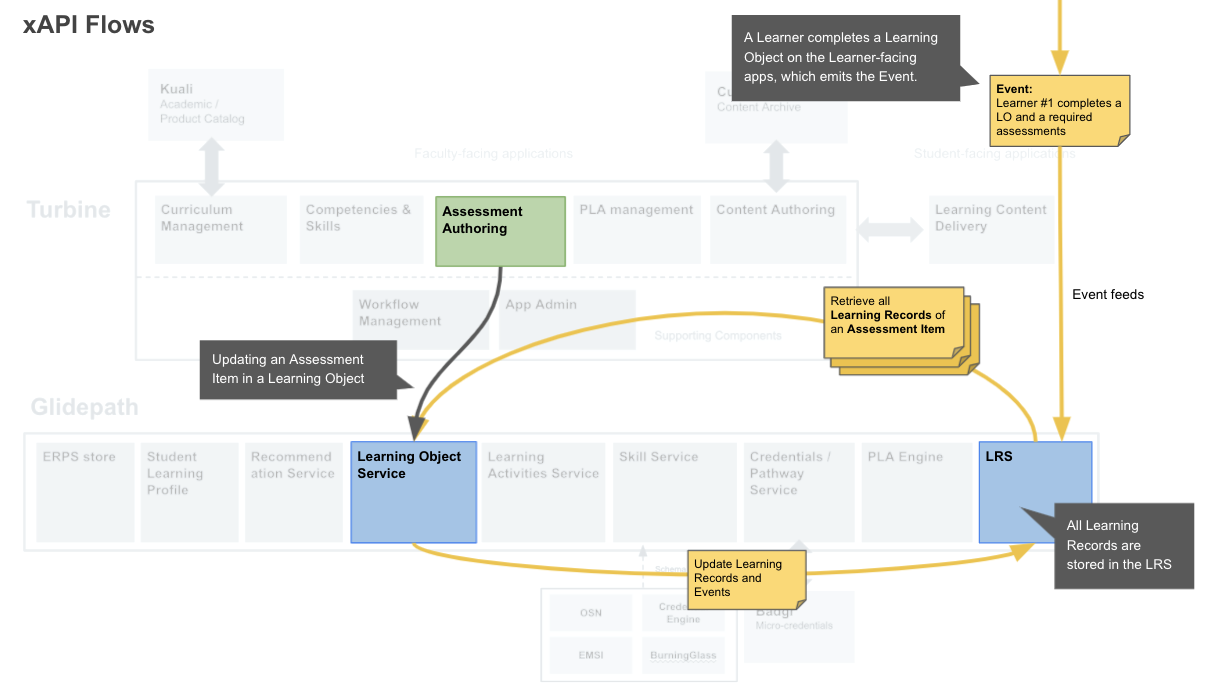 xAPI Flows
A Learner completes a Learning
Object on the Learner-facing
apps, which emits the Event.
Event:
Learner #1 completes a
LO and a required
assessments
Kuali
Academic /
Product Catalog
Cu
Content Archive
Faculty-facing applications
Student-facing applications
Turbine
Curriculum
Management
Competencies &
Skills
Assessment
Authoring
PLA management
Content Authoring
Learning Content
Delivery
Workflow
Management
App Admin
Supporting Components
Retrieve all
Learning Records of
an Assessment Item
Event feeds
Updating an Assessment
Item in a Learning Object
Glidepath
ERPS store
Student
Learning
Profile
Recommend
ation Service
Learning Object
Service
Learning
Activities Service
Skill Service
Credentials /
Pathway
Service
PLA Engine
LRS
All Learning
Records are
stored in the LRS
Update Learning
Records and
Events
Schema
OSN
Crede
Engine
EMSI
BurningGlass
Badgr
Micro-credentials